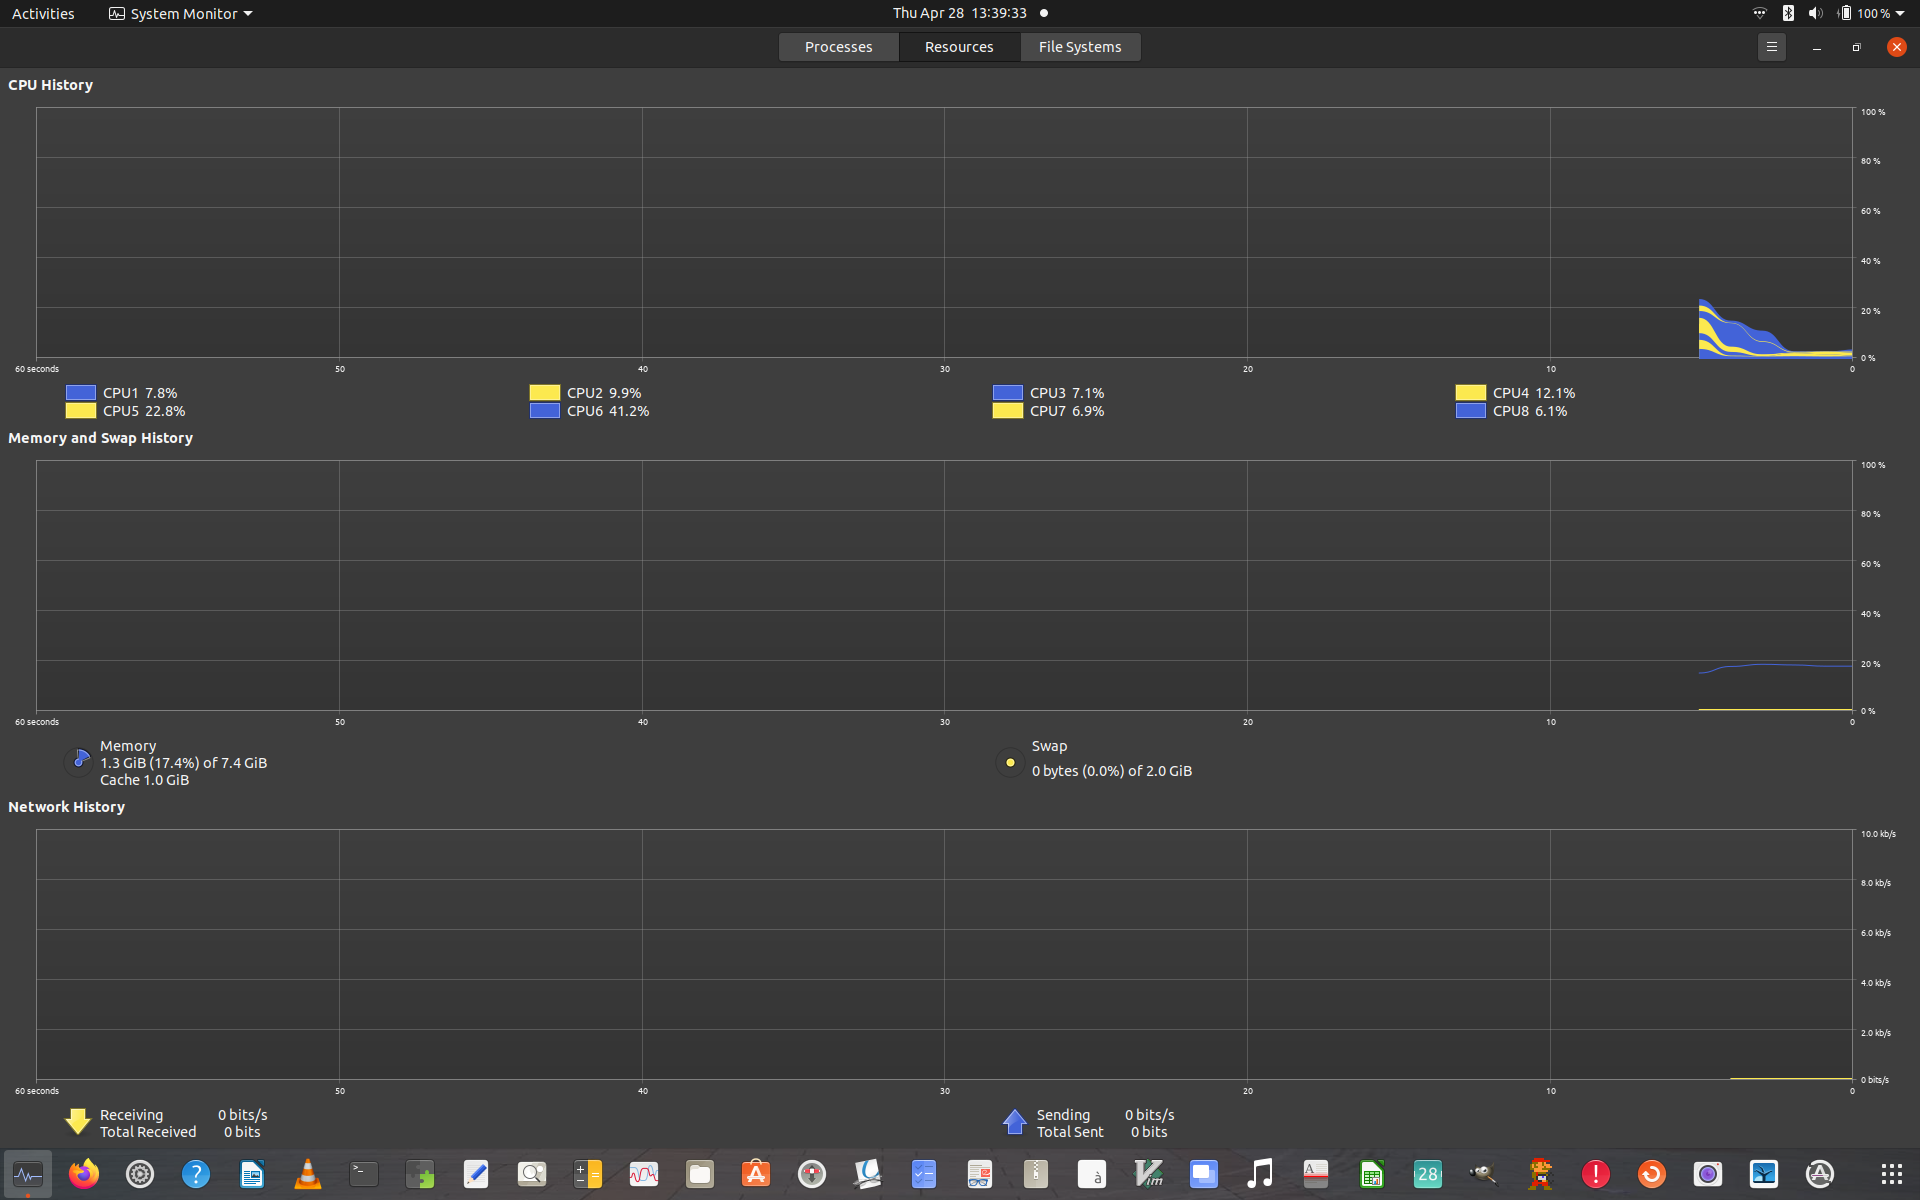 Activities System Monitor Thu Apr 28 13:39:33 100 %
Processes Resources File Systems
CPU History
100 %
80 %
60 %
40 %
20 %
0 %
60 seconds 50 40 30 20 10 0
CPU1 7.8% CPU2 9.9% CPU3 7.1% CPU4 12.1%
CPU5 22.8% CPU6 41.2% CPU7 6.9% CPU8 6.1%
Memory and Swap History
100 %
80 %
60 %
40 %
20 %
0 %
60 seconds 50 40 30 20 10 0
Memory Swap
1.3 GiB (17.4%) of 7.4 GiB 0 bytes (0.0%) of 2.0 GiB
Cache 1.0 GiB
Network History
10.0 kb/s
8.0 kb/s
6.0 kb/s
4.0 kb/s
2.0 kb/s
0 bits/s
60 seconds 50 40 30 20 10 0
Receiving 0 bits/s Sending 0 bits/s
Total Received 0 bits Total Sent 0 bits
? >_ à Vim A 28 !